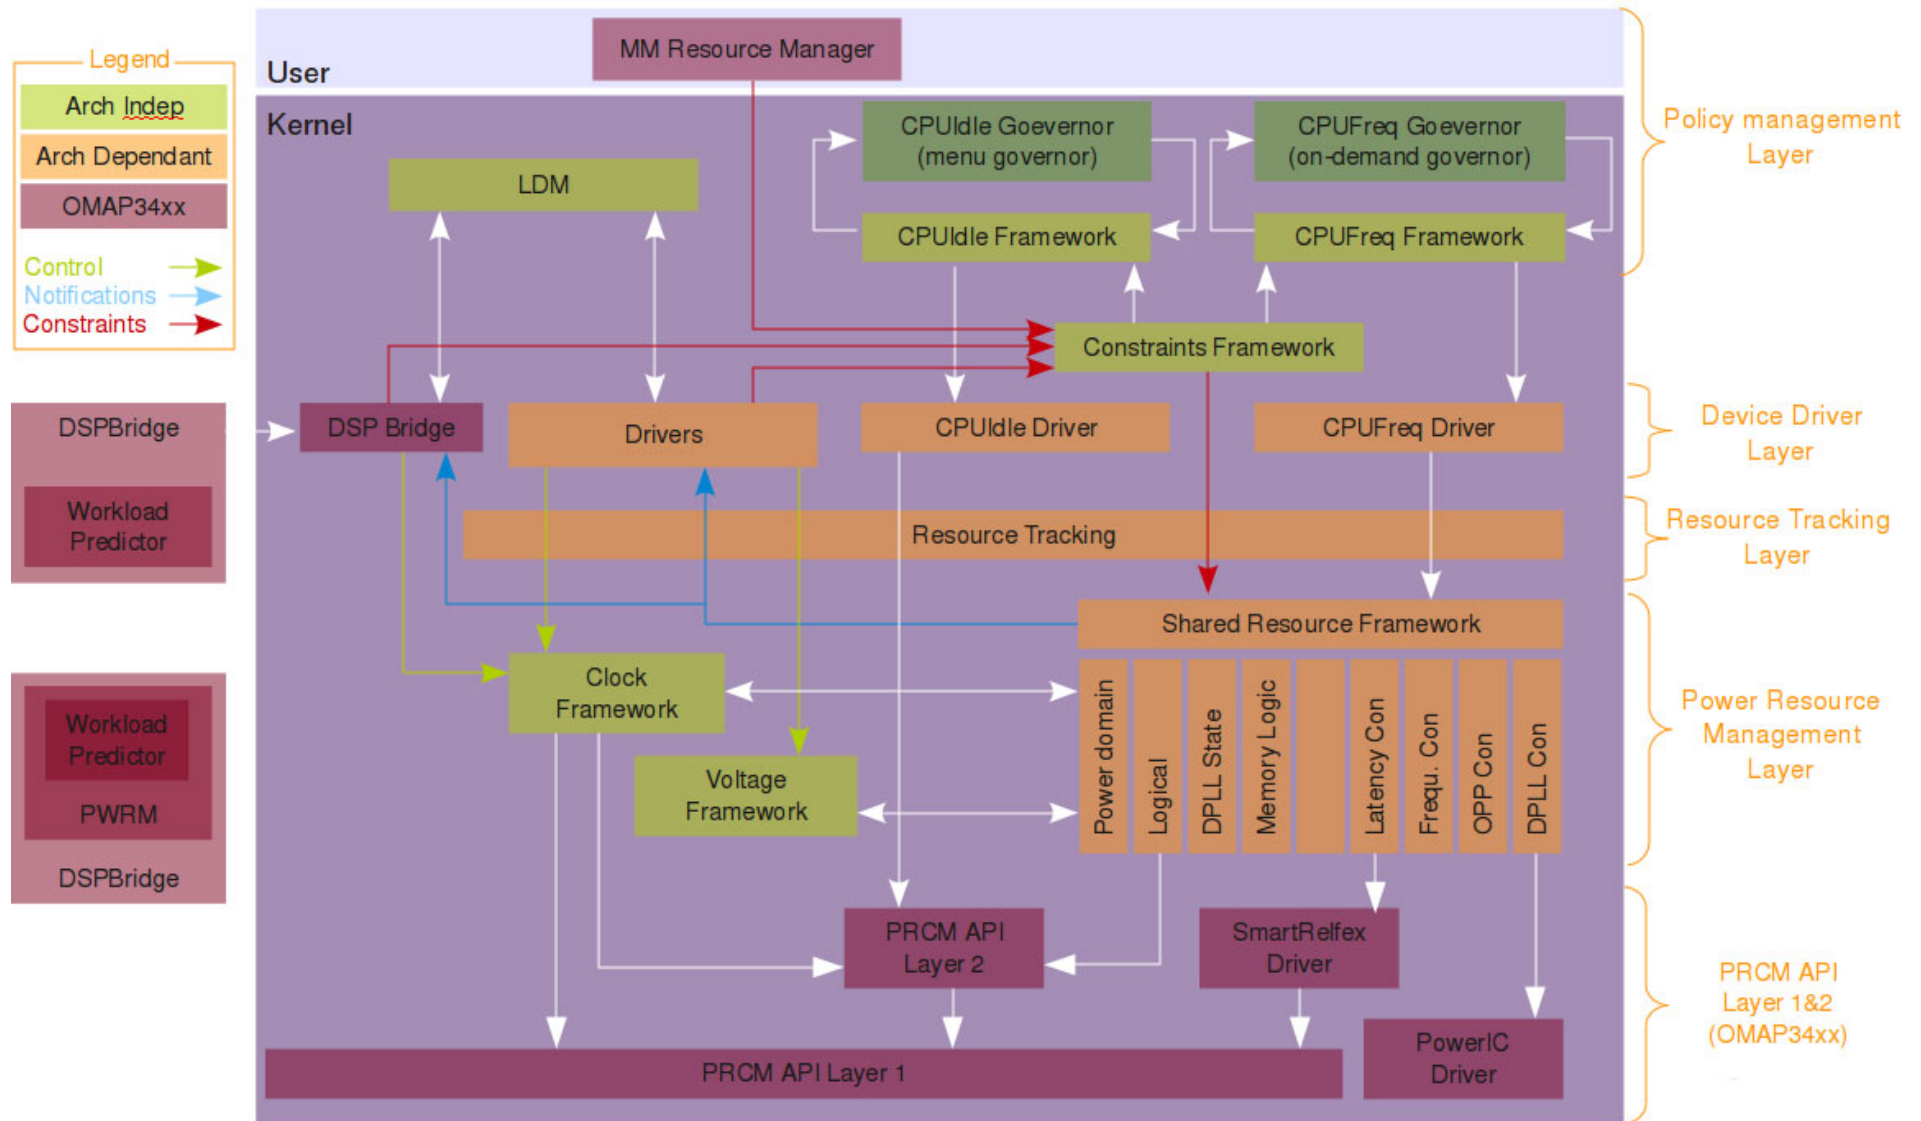 Legend
Arch Indep
Arch Dependant
OMAP34xx
Control
Notifications
Constraints
User
MM Resource Manager
Kernel
CPUIdle Goevernor
(menu governor)
CPUFreq Goevernor
(on-demand governor)
Policy management
Layer
LDM
CPUIdle Framework
CPUFreq Framework
Constraints Framework
DSPBridge
Workload
Predictor
DSP Bridge
Drivers
CPUIdle Driver
CPUFreq Driver
Device Driver
Layer
Resource Tracking
Resource Tracking
Layer
Shared Resource Framework
Clock
Framework
Voltage
Framework
Power domain
Logical
DPLL State
Memory Logic
Latency Con
Frequ. Con
OPP Con
DPLL Con
Power Resource
Management
Layer
Workload
Predictor
PWRM
DSPBridge
PRCM API
Layer 2
SmartRelfex
Driver
PowerIC
Driver
PRCM API Layer 1
PRCM API
Layer 1&2
(OMAP34xx)